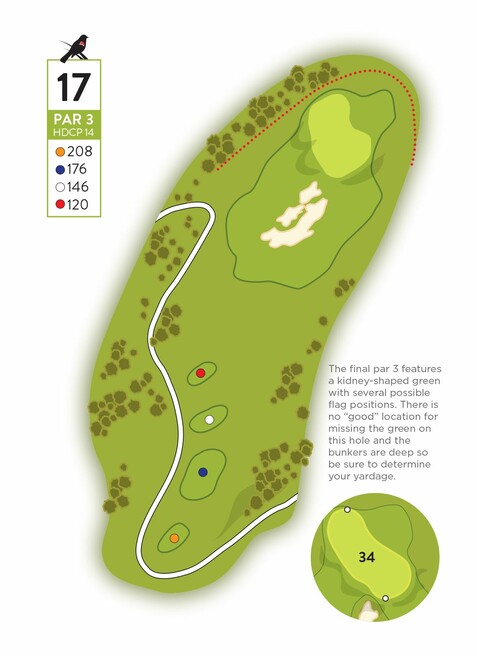 17
PAR 3
HDCP 14
208
176
146
120
The final par 3 features
a kidney-shaped green
with several possible
flag positions. There is
no “good” location for
missing the green on
this hole and the
bunkers are deep so
be sure to determine
your yardage.
34